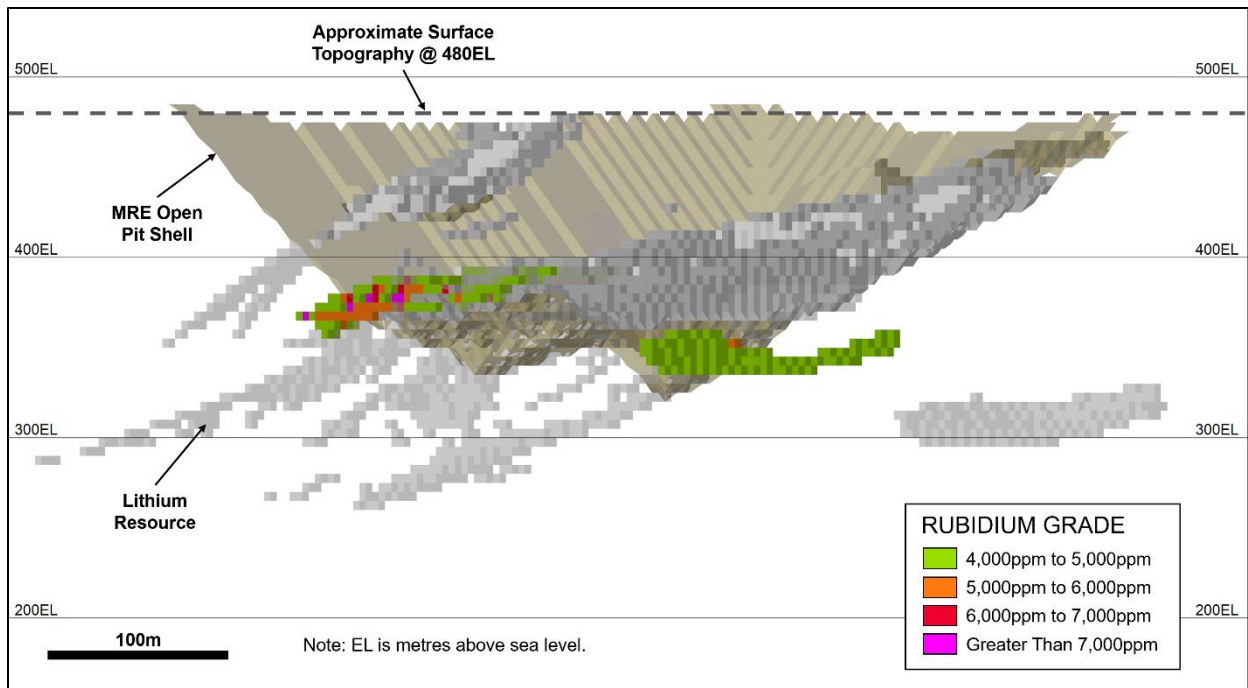 Approximate Surface
Topography @ 480EL
500EL
500EL
MRE Open
Pit Shell
400EL
400EL
300EL
300EL
Lithium
Resource
RUBIDIUM GRADE
4,000ppm to 5,000ppm
5,000ppm to 6,000ppm
6,000ppm to 7,000ppm
Greater Than 7,000ppm
200EL
200EL
100m
Note: EL is metres above sea level.